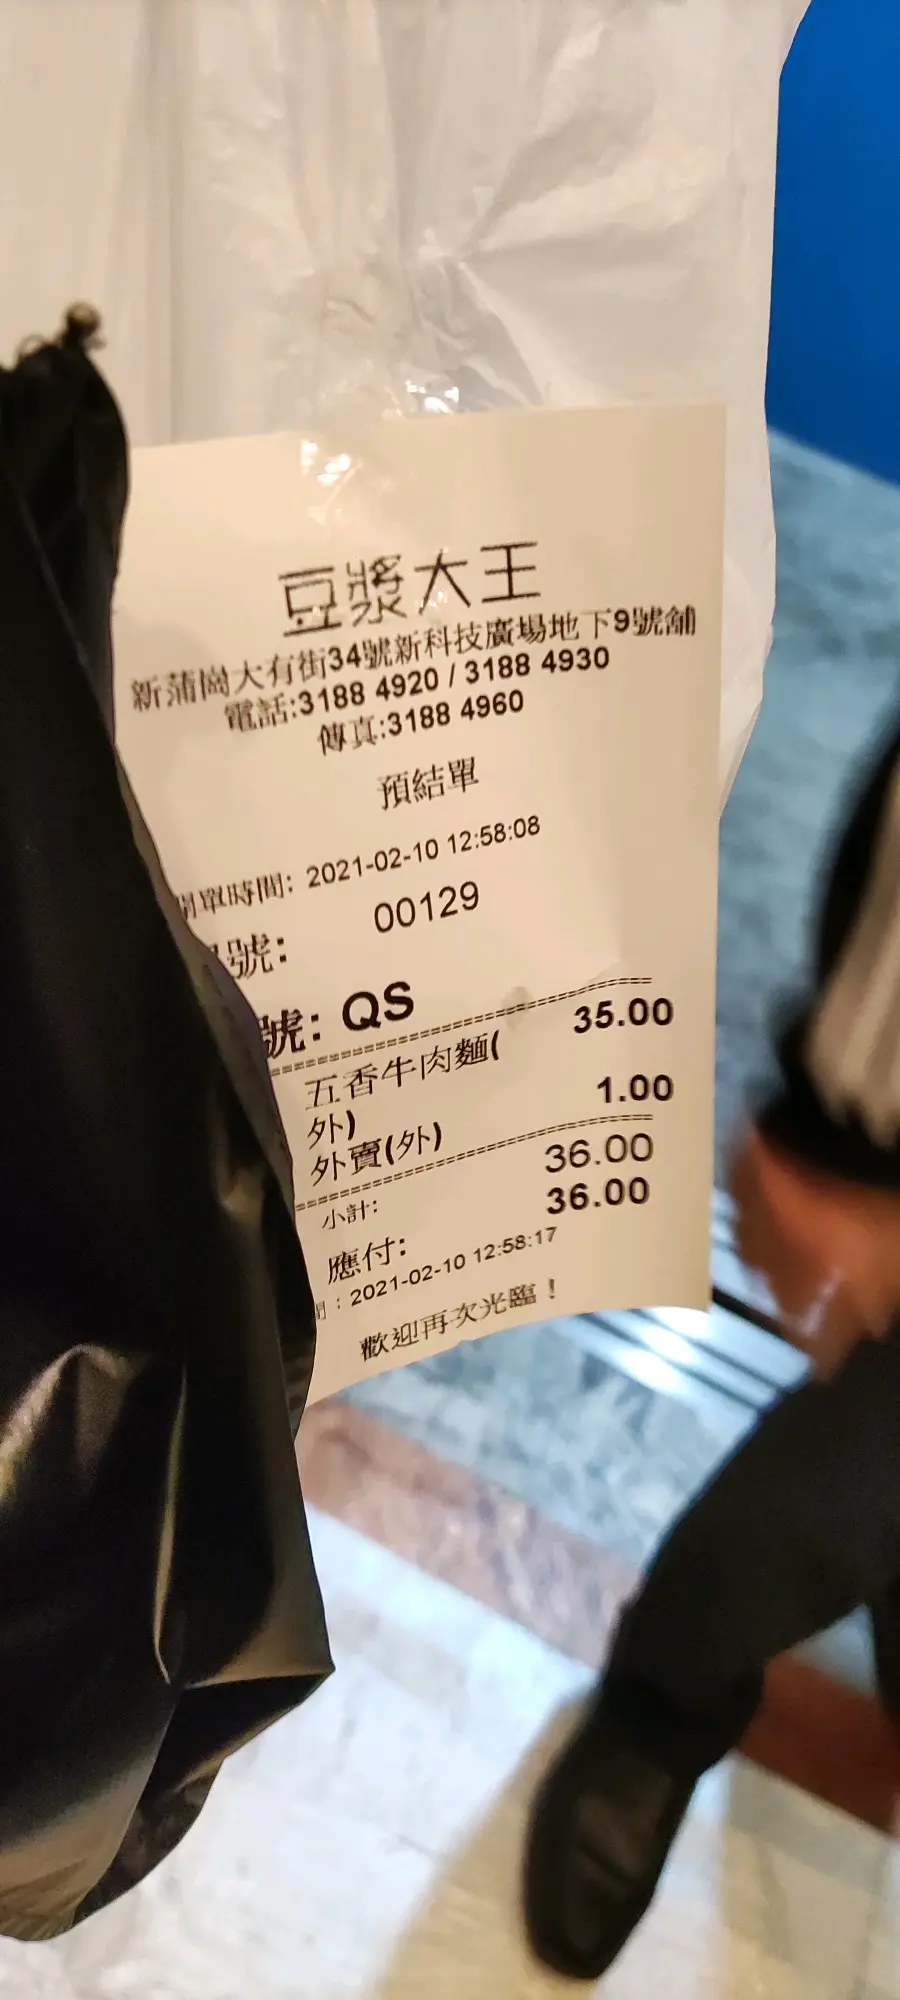 豆漿大王
新蒲崗大有街34號新科技廣場地下9號舖
電話:3188 4920 / 3188 4930
傳真:3188 4960
預結單
開單時間: 2021-02-10 12:58:08
號: 00129
號: QS
五香牛肉麵( 35.00
外)
外賣(外) 1.00
小計: 36.00
應付: 36.00
: 2021-02-10 12:58:17
歡迎再次光臨！